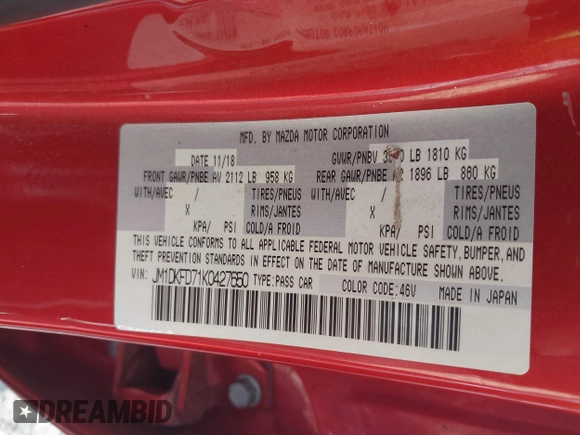 MFD. BY MAZDA MOTOR CORPORATION
DATE 11/18
GVWR/PNBV LB 1810 KG
FRONT GAWR/PNBE AV 2112 LB 958 KG
REAR GAWR/PNBE 1896 LB 860 KG
WITH/AVEC / TIRES/PNEUS WITH/AVEC / TIRES/PNEUS
X RIMS/JANTES X RIMS/JANTES
KPA/ PSI COLD/A FROID KPA/ PSI COLD/A FROID
THIS VEHICLE CONFORMS TO ALL APPLICABLE FEDERAL MOTOR VEHICLE SAFETY, BUMPER, AND
THEFT PREVENTION STANDARDS IN EFFECT ON THE DATE OF MANUFACTURE SHOWN ABOVE.
VIN: JM1DKFD71K0427650 TYPE:PASS CAR COLOR CODE:46V MADE IN JAPAN
DREAMBID